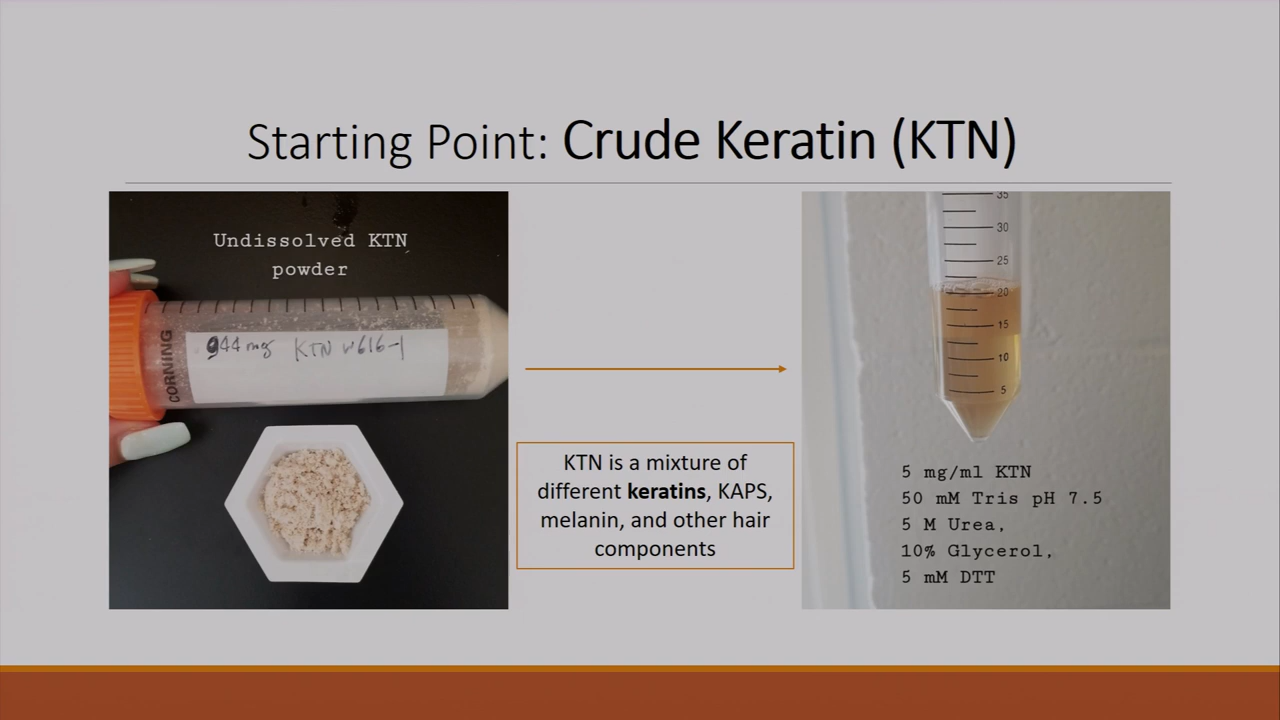 Starting Point: Crude Keratin (KTN)
Undissolved KTN
powder
CORNING
944 mg KTN W616-1
KTN is a mixture of
different keratins, KAPS,
melanin, and other hair
components
35
30
25
20
15
10
5
5 mg/ml KTN
50 mM Tris pH 7.5
5 M Urea,
10% Glycerol,
5 mM DTT